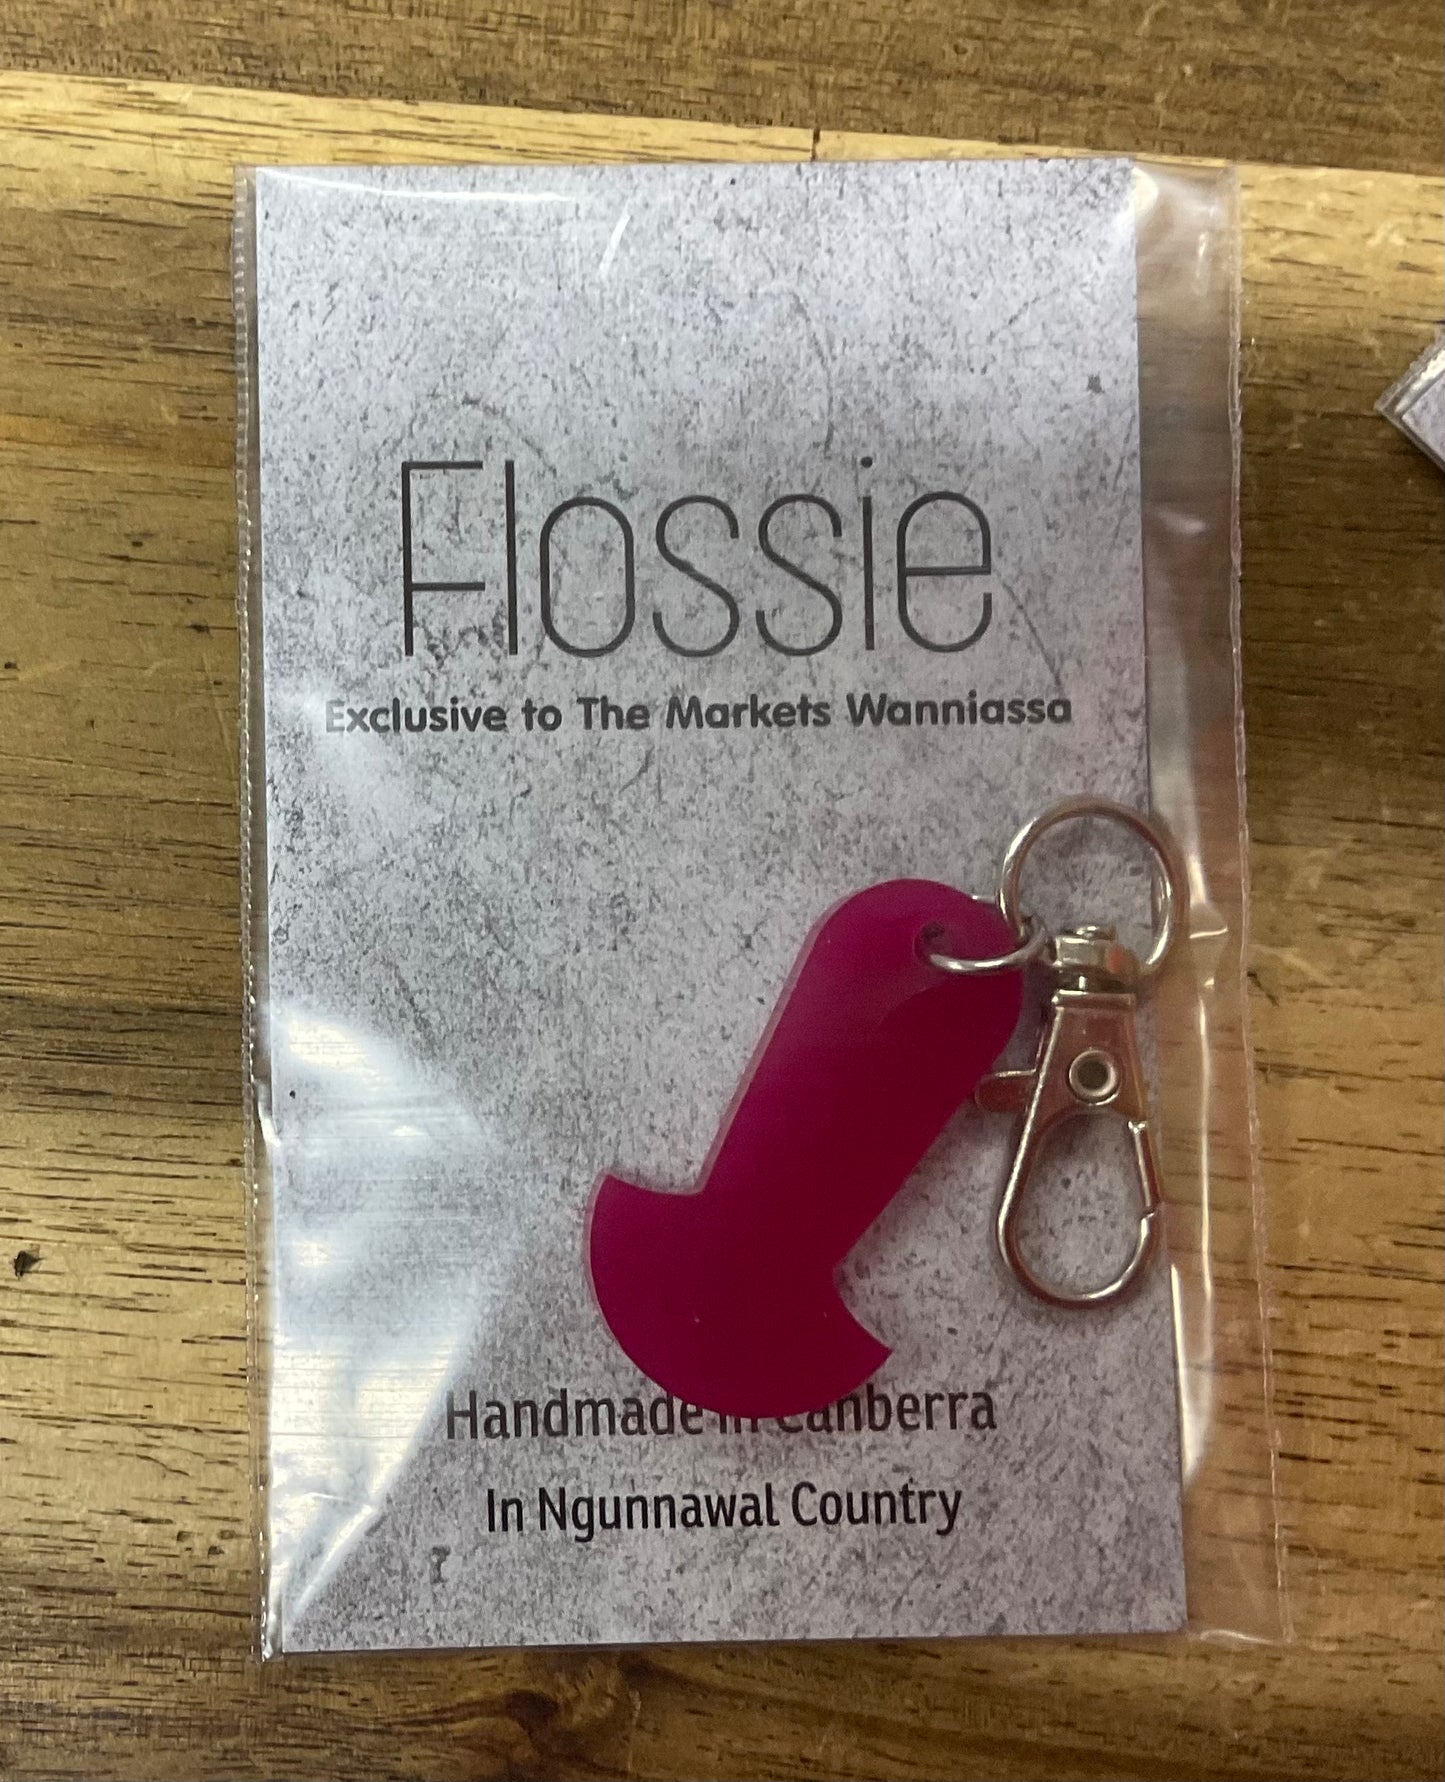 Flossie
Exclusive to The Markets Wanniassa
Handmade in Canberra
In Ngunnawal Country